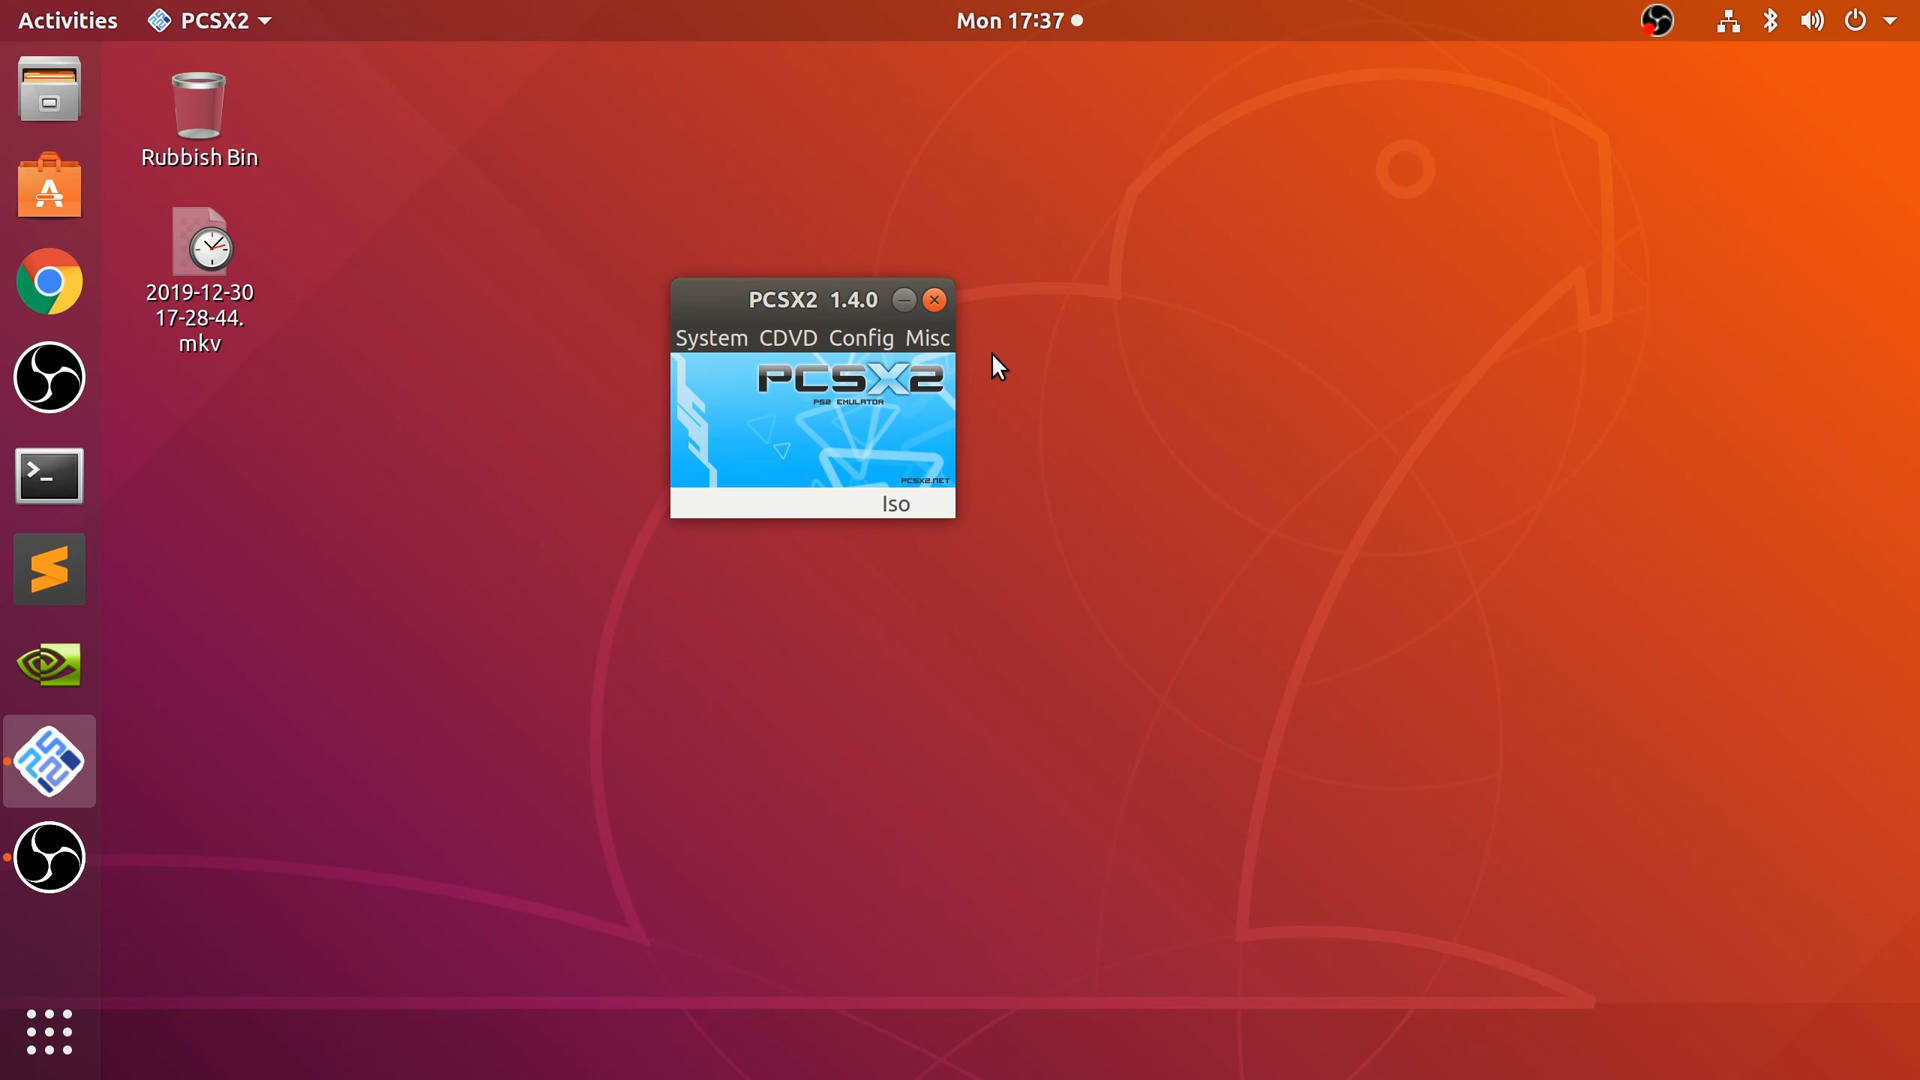 Activities
PCSX2
Mon 17:37
Rubbish Bin
2019-12-30
17-28-44.
mkv
PCSX2 1.4.0
System CDVD Config Misc
PCSX2
PS2 EMULATOR
PCSX2.NET
Iso